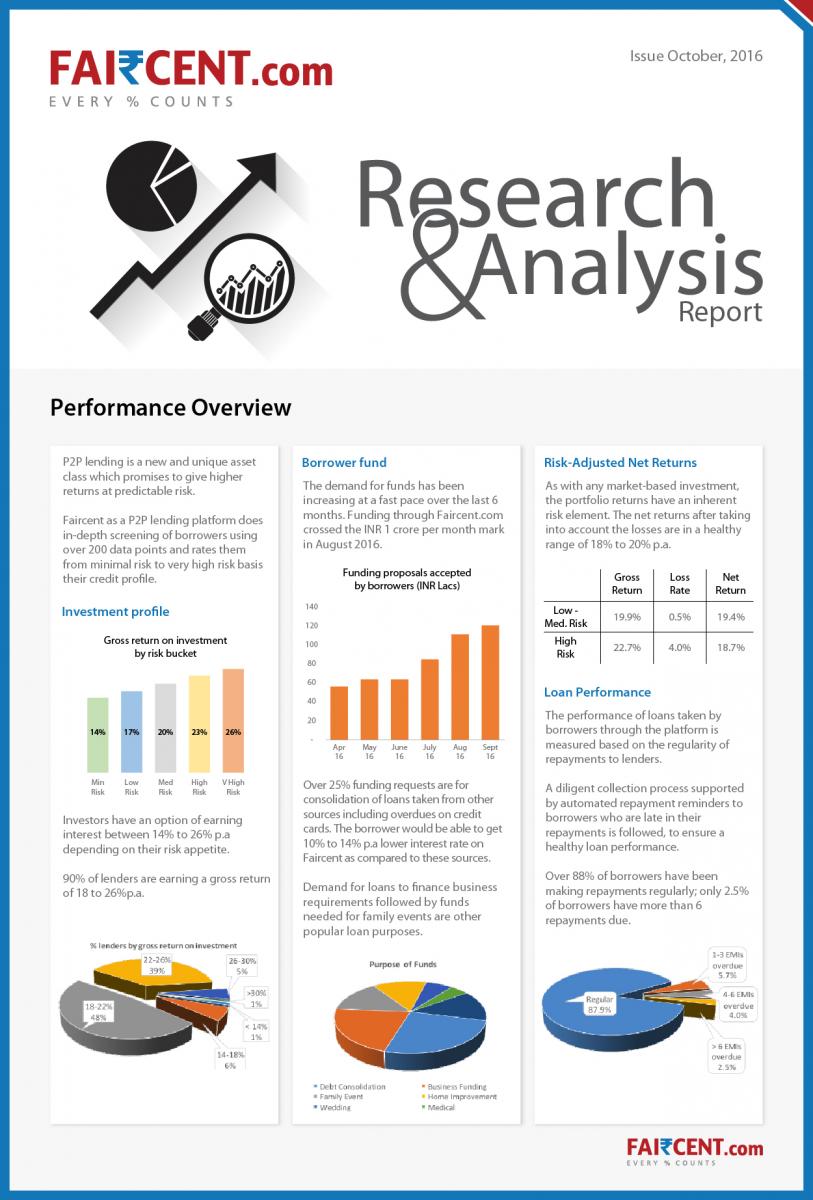 FAI₹CENT.com
EVERY % COUNTS
Issue October, 2016
Research
&Analysis
Report
Performance Overview
P2P lending is a new and unique asset
class which promises to give higher
returns at predictable risk.
Faircent as a P2P lending platform does
in-depth screening of borrowers using
over 200 data points and rates them
from minimal risk to very high risk basis
their credit profile.
Investment profile
Gross return on investment
by risk bucket
14% 17% 20% 23% 26%
Min Low Med High V High
Risk Risk Risk Risk Risk
Investors have an option of earning
interest between 14% to 26% p.a
depending on their risk appetite.
90% of lenders are earning a gross return
of 18 to 26%p.a.
% lenders by gross return on investment
22-26%
39%
26-30%
5%
>30%
1%
< 14%
1%
14-18%
6%
18-22%
48%
Borrower fund
The demand for funds has been
increasing at a fast pace over the last 6
months. Funding through Faircent.com
crossed the INR 1 crore per month mark
in August 2016.
Funding proposals accepted
by borrowers (INR Lacs)
140
120
100
80
60
40
20
-
Apr May June July Aug Sept
16 16 16 16 16 16
Over 25% funding requests are for
consolidation of loans taken from other
sources including overdues on credit
cards. The borrower would be able to get
10% to 14% p.a lower interest rate on
Faircent as compared to these sources.
Demand for loans to finance business
requirements followed by funds
needed for family events are other
popular loan purposes.
Purpose of Funds
Debt Consolidation Business Funding
Family Event Home Improvement
Wedding Medical
Risk-Adjusted Net Returns
As with any market-based investment,
the portfolio returns have an inherent
risk element. The net returns after taking
into account the losses are in a healthy
range of 18% to 20% p.a.
Gross Loss Net
Return Rate Return
Low -
Med. Risk 19.9% 0.5% 19.4%
High
Risk 22.7% 4.0% 18.7%
Loan Performance
The performance of loans taken by
borrowers through the platform is
measured based on the regularity of
repayments to lenders.
A diligent collection process supported
by automated repayment reminders to
borrowers who are late in their
repayments is followed, to ensure a
healthy loan performance.
Over 88% of borrowers have been
making repayments regularly; only 2.5%
of borrowers have more than 6
repayments due.
Regular
87.9%
1-3 EMIs
overdue
5.7%
4-6 EMIs
overdue
4.0%
> 6 EMIs
overdue
2.5%
FAI₹CENT.com
EVERY % COUNTS